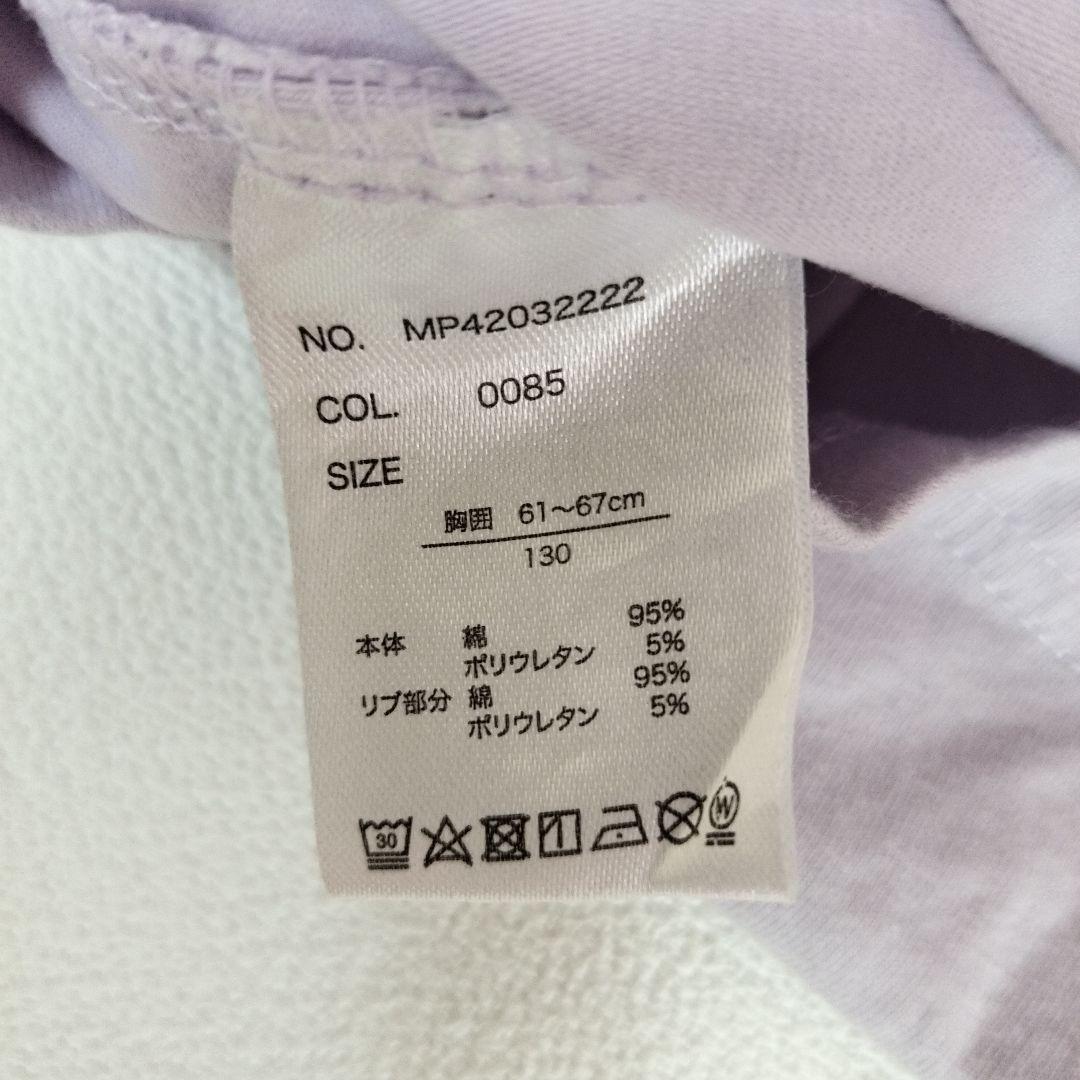 NO. MP42032222
COL. 0085
SIZE
胸囲 61〜67cm
130
本体 綿 95%
ポリウレタン 5%
リブ部分 綿 95%
ポリウレタン 5%
30
W